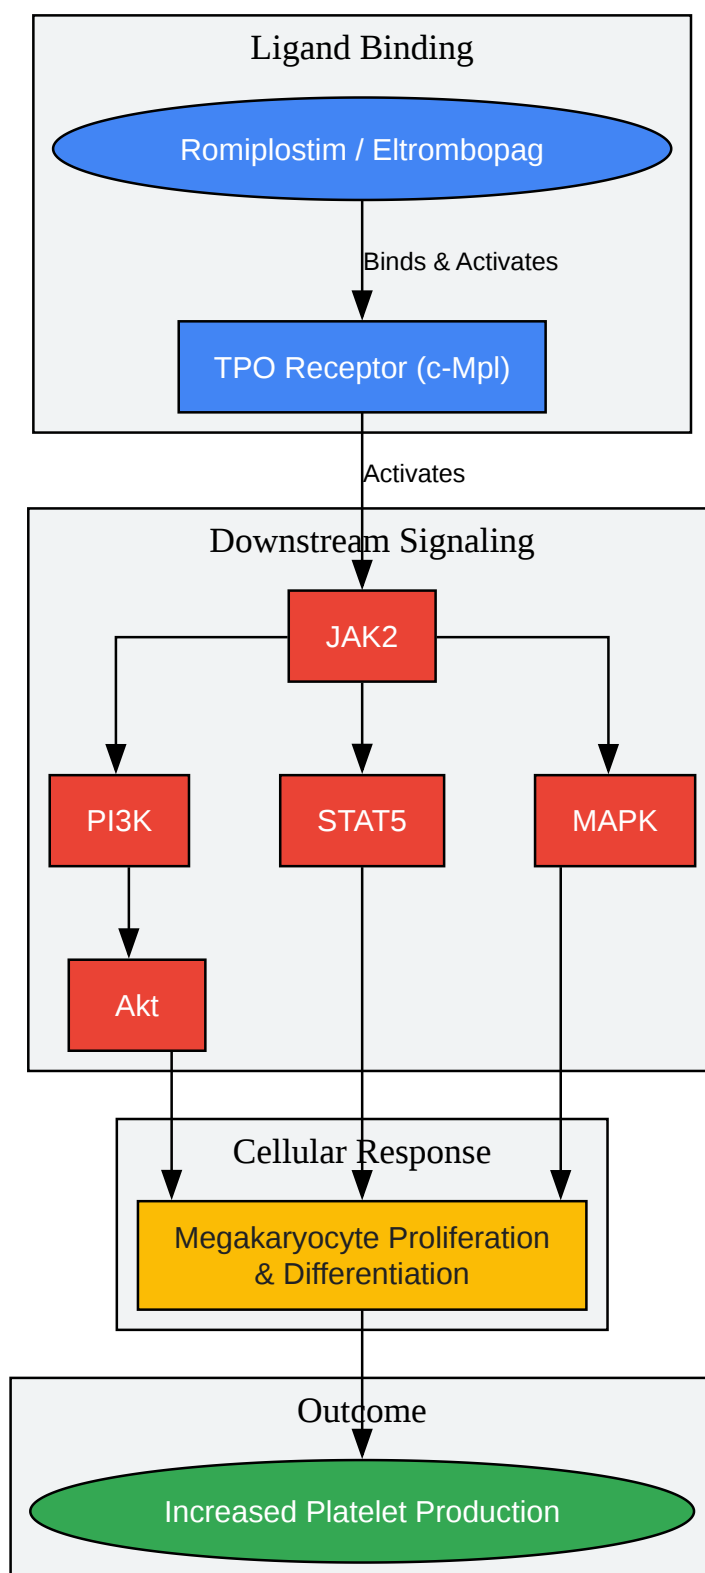 Ligand Binding
Romiplostim / Eltrombopag
Binds & Activates
TPO Receptor (c-Mpl)
Activates
Downstream Signaling
JAK2
PI3K
STAT5
MAPK
Akt
Cellular Response
Megakaryocyte Proliferation
& Differentiation
Outcome
Increased Platelet Production